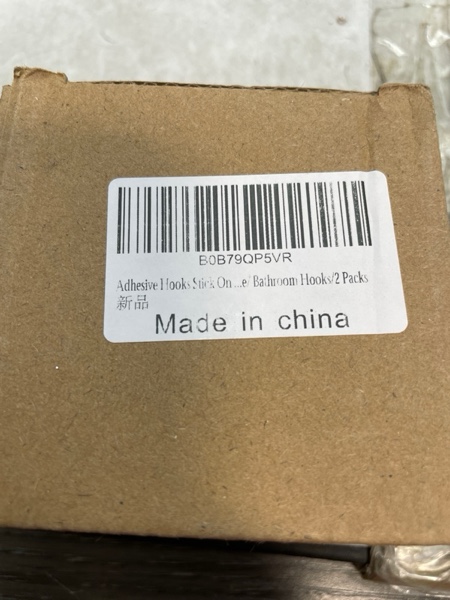 B0B79QP5VR
Adhesive Hooks Stick On ...e/ Bathroom Hooks/2 Packs
新品
Made in china